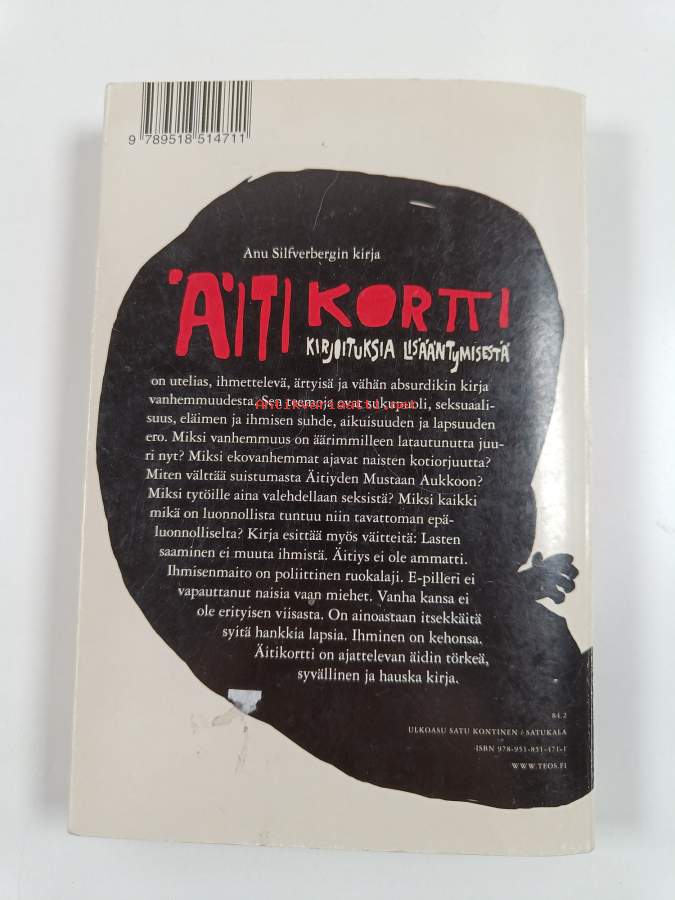 9 789518 514711
Anu Silfverbergin kirja
ÄITIKORTTI
KIRJOITUKSIA LISÄÄNTYMISESTÄ
on utelias, ihmettelevä, ärtyisä ja vähän absurdikin kirja
vanhemmuudesta. Sen teemoja ovat sukupuoli, seksuaali-
Antikvariaatti.net
suus, eläimen ja ihmisen suhde, aikuisuuden ja lapsuuden
ero. Miksi vanhemmuus on äärimmilleen latautunutta juu-
ri nyt? Miksi ekovanhemmat ajavat naisten kotiorjuutta?
Miten välttää suistumasta Äitiyden Mustaan Aukkoon?
Miksi tytöille aina valehdellaan seksistä? Miksi kaikki
mikä on luonnollista tuntuu niin tavattoman epä-
luonnolliselta? Kirja esittää myös väitteitä: Lasten
saaminen ei muuta ihmistä. Äitiys ei ole ammatti.
Ihmisenmaito on poliittinen ruokalaji. E-pilleri ei
vapauttanut naisia vaan miehet. Vanha kansa ei
ole erityisen viisasta. On ainoastaan itsekkäitä
syitä hankkia lapsia. Ihminen on kehonsa.
Äitikortti on ajattelevan äidin törkeä,
syvällinen ja hauska kirja.
84.2
ULKOASU SATU KONTINEN / SATUKALA
ISBN 978-951-851-471-1
WWW.TEOS.FI